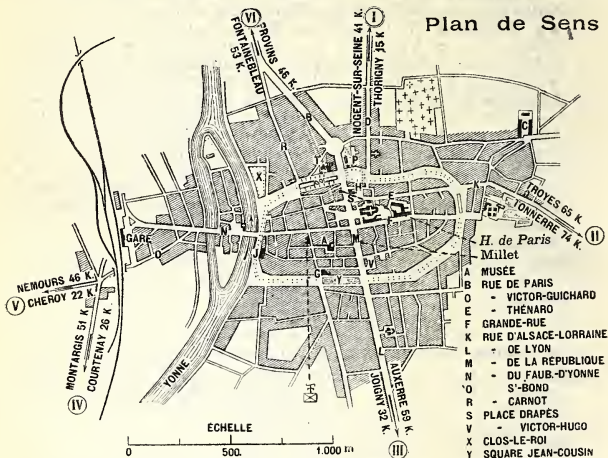 Plan de Sens
VI
FONTAINEBLEAU 53 K.
PROVINS 46 K.
I
NOGENT-SUR-SEINE 41 K.
THORIGNY 15 K
TROYES 65 K.
TONNERRE 74 K.
II
H. de Paris
Millet
GARE
NEMOURS 46 K.
V
CHEROY 22 K.
MONTARGIS 51 K.
COURTENAY 26 K.
IV
YONNE
JOIGNY 32 K.
AUXERRE 59 K.
III
ÉCHELLE
0 500. 1.000 m
A MUSÉE
B RUE DE PARIS
O - VICTOR-GUICHARD
E - THÉNARO
F GRANDE-RUE
K RUE D'ALSACE-LORRAINE
L - OE LYON
M - DE LA RÉPUBLIQUE
N - DU FAUB.-D'YONNE
'O S'-BOND
R - CARNOT
S PLACE DRAPÈS
V - VICTOR-HUGO
X CLOS-LE-ROI
Y SQUARE JEAN-COUSIN